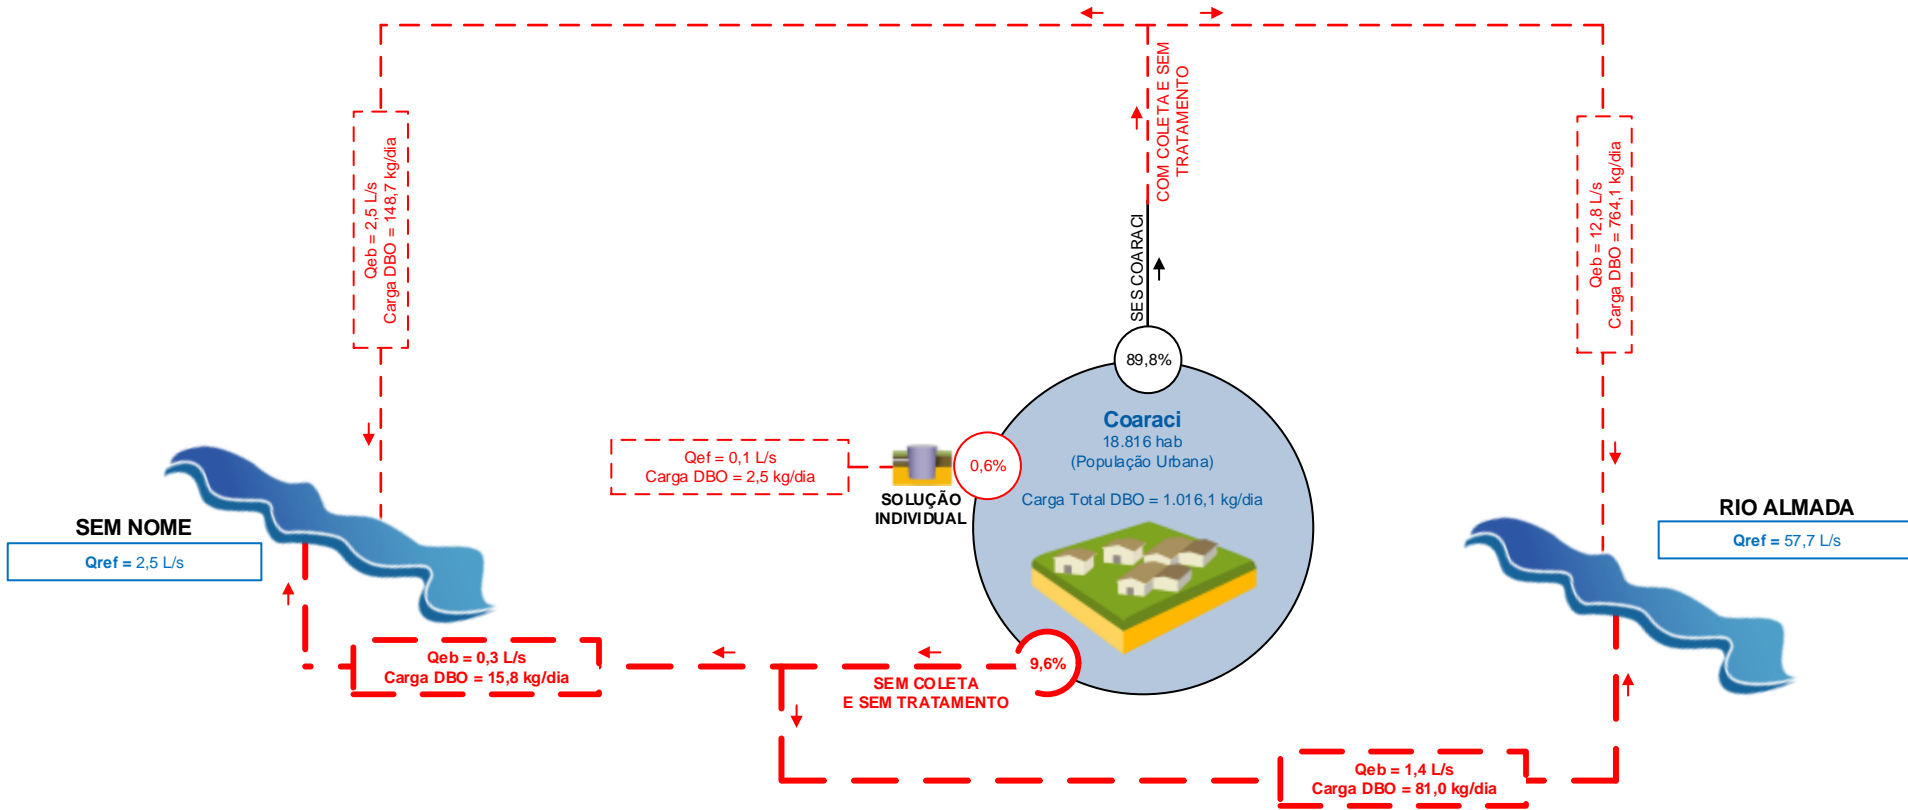 COM COLETA E SEM
TRATAMENTO
Qeb = 2,5 L/s
Carga DBO = 148,7 kg/dia
Qeb = 12,8 L/s
Carga DBO = 764,1 kg/dia
SES COARACI
89,8%
Coaraci
18.816 hab
(População Urbana)
Carga Total DBO = 1.016,1 kg/dia
Qef = 0,1 L/s
Carga DBO = 2,5 kg/dia
0,6%
SOLUÇÃO
INDIVIDUAL
SEM NOME
Qref = 2,5 L/s
RIO ALMADA
Qref = 57,7 L/s
9,6%
SEM COLETA
E SEM TRATAMENTO
Qeb = 0,3 L/s
Carga DBO = 15,8 kg/dia
Qeb = 1,4 L/s
Carga DBO = 81,0 kg/dia